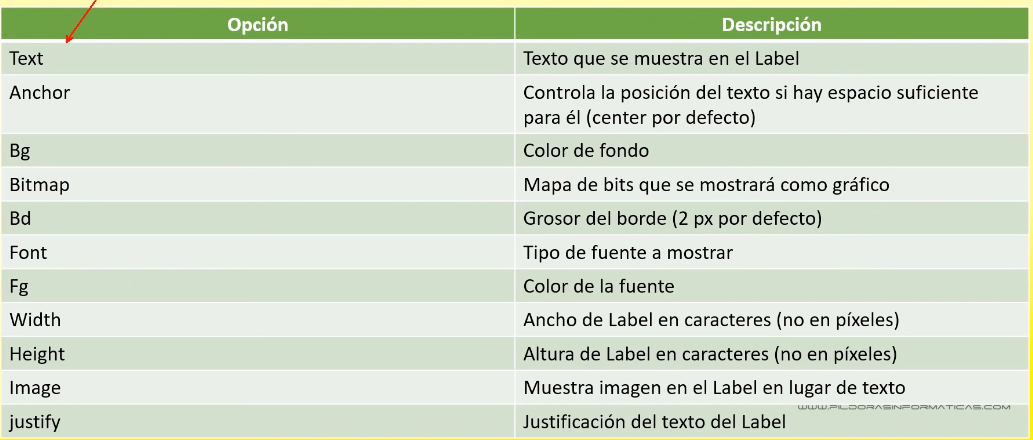 Opción Descripción
Text Texto que se muestra en el Label
Anchor Controla la posición del texto si hay espacio suficiente
para él (center por defecto)
Bg Color de fondo
Bitmap Mapa de bits que se mostrará como gráfico
Bd Grosor del borde (2 px por defecto)
Font Tipo de fuente a mostrar
Fg Color de la fuente
Width Ancho de Label en caracteres (no en píxeles)
Height Altura de Label en caracteres (no en píxeles)
Image Muestra imagen en el Label en lugar de texto
WWW.PILDORASINFORMATICAS.COM
justify Justificación del texto del Label